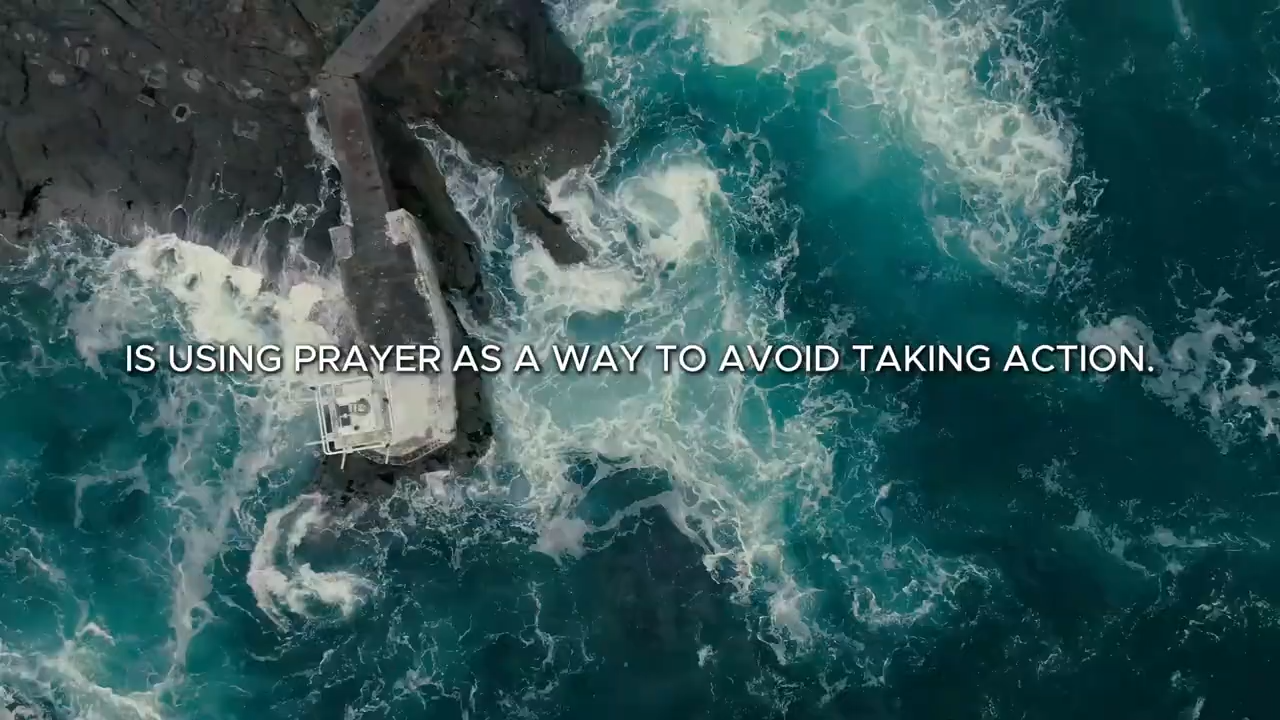 IS USING PRAYER AS A WAY TO AVOID TAKING ACTION.